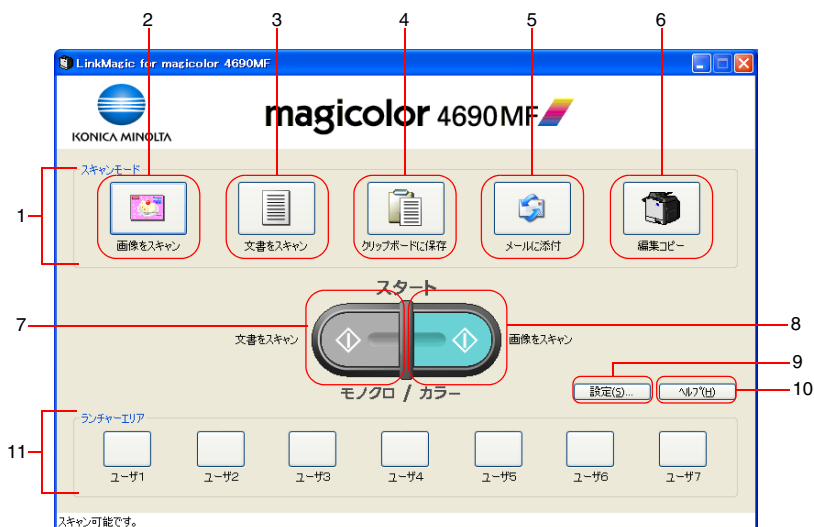 2 3 4 5 6
LinkMagic for magicolor 4690MF
KONICA MINOLTA
magicolor 4690MF
スキャンモード
1
画像をスキャン 文書をスキャン クリップボードに保存 メールに添付 編集コピー
スタート
7 文書をスキャン 画像をスキャン 8
モノクロ / カラー
9
設定(S)... ヘルプ(H) 10
ランチャーエリア
11
ユーザ1 ユーザ2 ユーザ3 ユーザ4 ユーザ5 ユーザ6 ユーザ7
スキャン可能です。